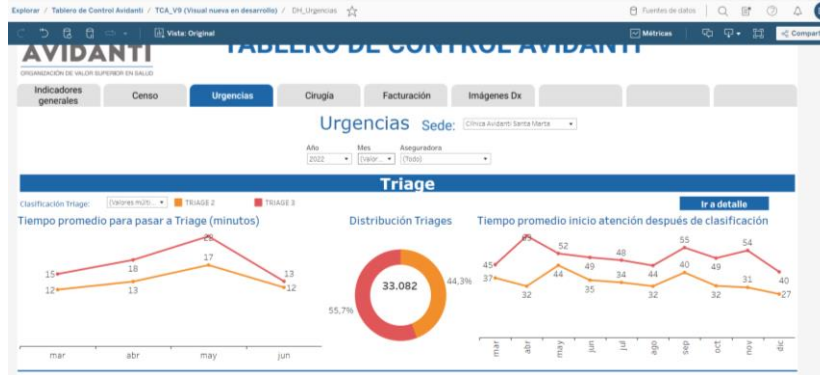 Explorar / Tablero de Control Avidanti / TCA_V9 (Visual nueva en desarrollo) / DH_Urgencias
Fuentes de datos
Vista: Original
Métricas
Compart
AVIDANTI
TABLERO DE CONTROL AVIDANTI
ORGANIZACIÓN DE VALOR SUPERIOR EN SALUD
Indicadores generales
Censo
Urgencias
Cirugía
Facturación
Imágenes Dx
Urgencias Sede: Clínica Avidanti Santa Marta
Año Mes Aseguradora
2022 (Valor... (Todo)
Triage
Clasificación Triage: (Valores múlti... TRIAGE 2 TRIAGE 3
Ir a detalle
Tiempo promedio para pasar a Triage (minutos)
15 18 13
12 13 17 12
mar abr may jun
Distribución Triages
33.082
44,3%
55,7%
Tiempo promedio inicio atención después de clasificación
45 52 49 48 44 55 49 54 40
37 32 44 35 34 32 40 32 31 27
mar abr may jun jul ago sep oct nov dic